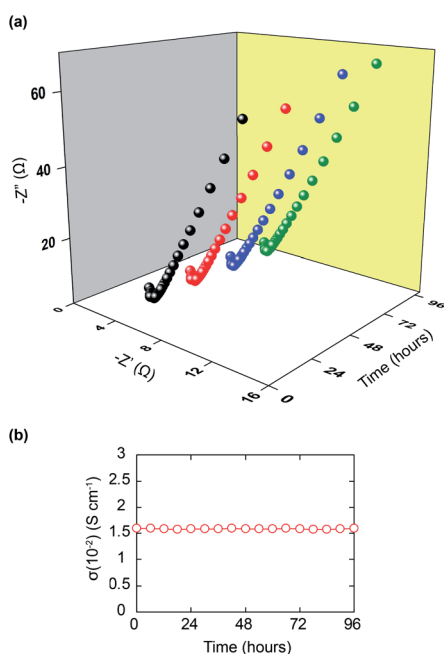 (a)
60
40
20
-Z'' (Ω)
0
4
8
12
16
-Z' (Ω)
0
24
48
72
96
Time (hours)
(b)
3
2.5
2
1.5
1
0.5
0
σ(10⁻²) (S cm⁻¹)
0 24 48 72 96
Time (hours)